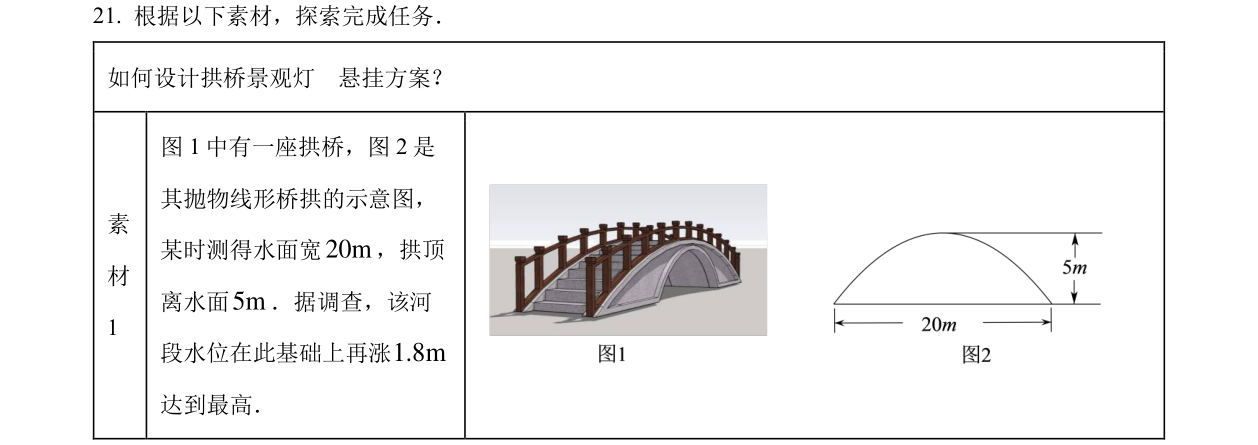 21. 根据以下素材，探索完成任务．
如何设计拱桥景观灯　悬挂方案？
素材1
图 1 中有一座拱桥，图 2 是
其抛物线形桥拱的示意图，
某时测得水面宽 20m ，拱顶
离水面 5m ．据调查，该河
段水位在此基础上再涨1.8m
达到最高．
5m
20m
图1
图2